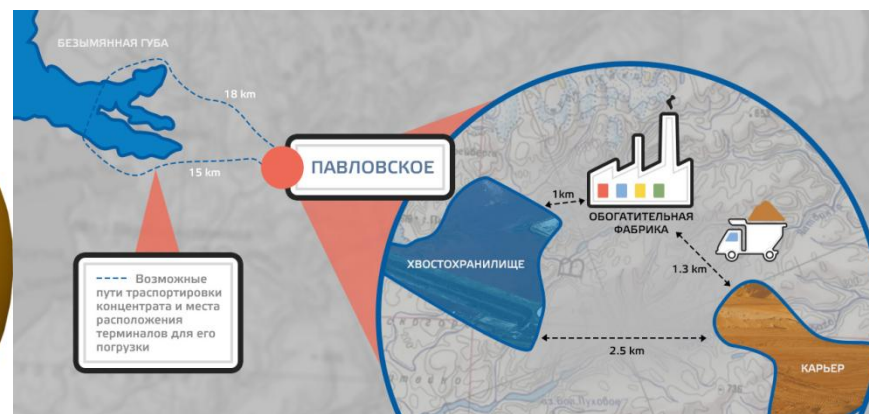 БЕЗЫМЯННАЯ ГУБА
18 km
15 km
ПАВЛОВСКОЕ
Возможные
пути траспортировки
концентрата и места
расположения
терминалов для его
погрузки
1km
ОБОГАТИТЕЛЬНАЯ
ФАБРИКА
ХВОСТОХРАНИЛИЩЕ
1.3 km
2.5 km
КАРЬЕР